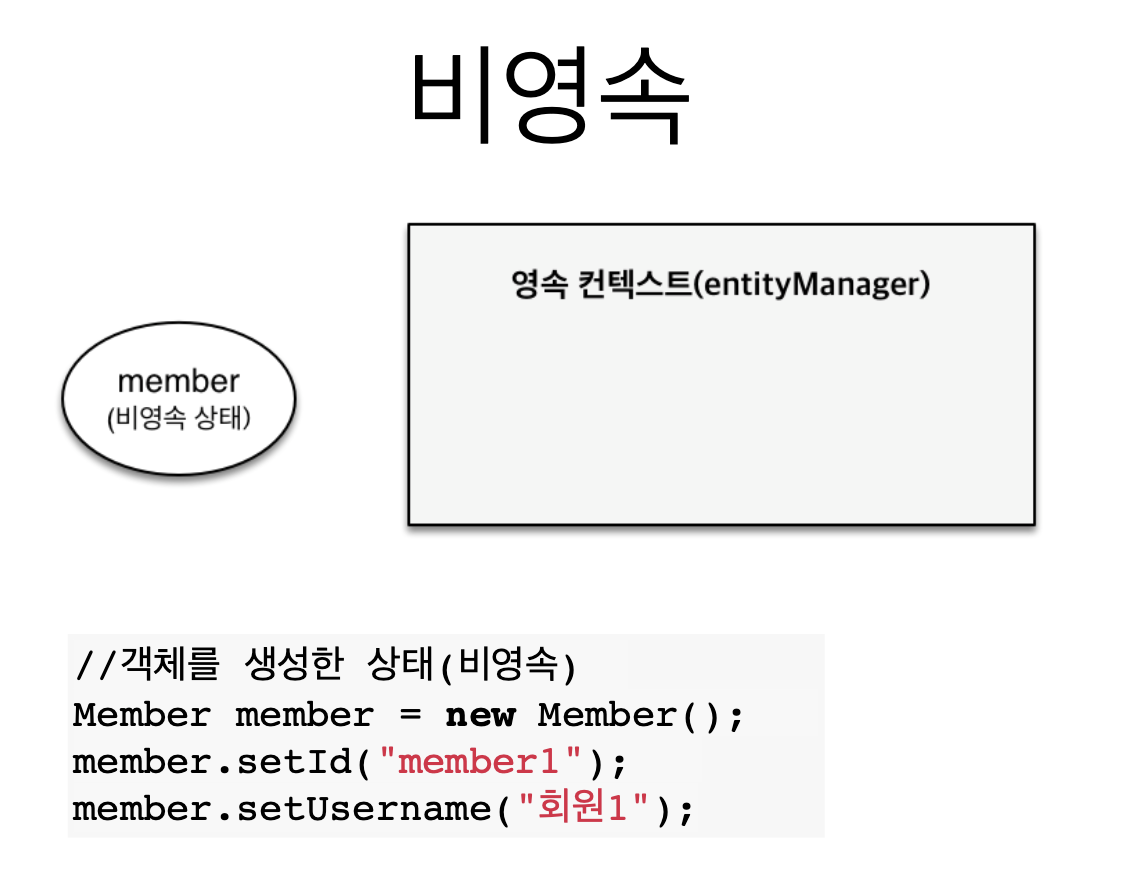 비영속
영속 컨텍스트(entityManager)
member
(비영속 상태)
//객체를 생성한 상태(비영속)
Member member = new Member();
member.setId("member1");
member.setUsername("회원1");